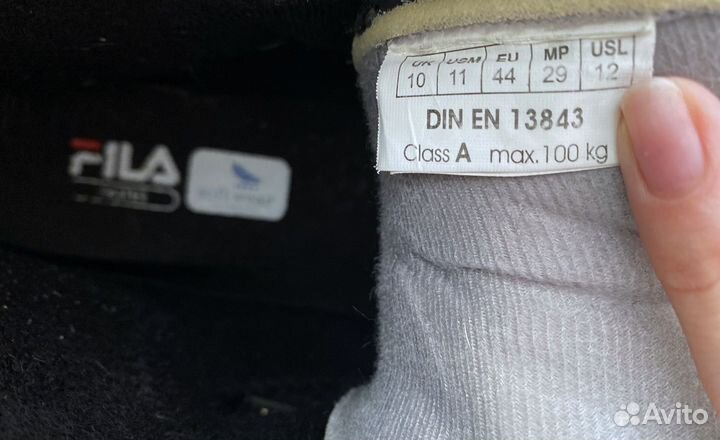 UK USM EU MP USL
10 11 44 29 12
DIN EN 13843
Class A max. 100 kg
FILA
Avito